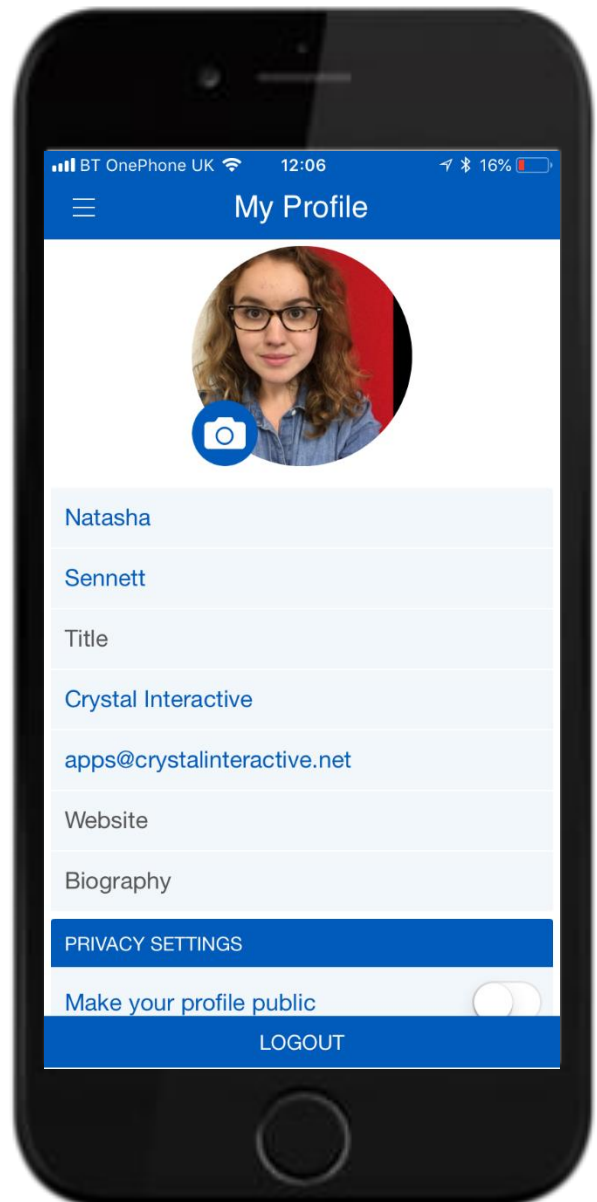 BT OnePhone UK 12:06 16%
My Profile
Natasha
Sennett
Title
Crystal Interactive
apps@crystalinteractive.net
Website
Biography
PRIVACY SETTINGS
Make your profile public
LOGOUT